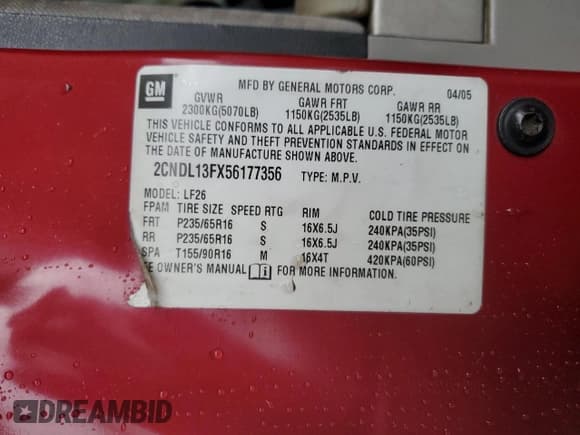 GM
MFD BY GENERAL MOTORS CORP. 04/05
GVWR GAWR FRT GAWR RR
2300KG(5070LB) 1150KG(2535LB) 1150KG(2535LB)
THIS VEHICLE CONFORMS TO ALL APPLICABLE U.S. FEDERAL MOTOR
VEHICLE SAFETY AND THEFT PREVENTION STANDARDS IN EFFECT ON
THE DATE OF MANUFACTURE SHOWN ABOVE.
2CNDL13FX56177356 TYPE: M.P.V.
MODEL: LF26
FPAM TIRE SIZE SPEED RTG RIM COLD TIRE PRESSURE
FRT P235/65R16 S 16X6.5J 240KPA(35PSI)
RR P235/65R16 S 16X6.5J 240KPA(35PSI)
SPA T155/90R16 M 16X4T 420KPA(60PSI)
E OWNER'S MANUAL FOR MORE INFORMATION.
DREAMBID